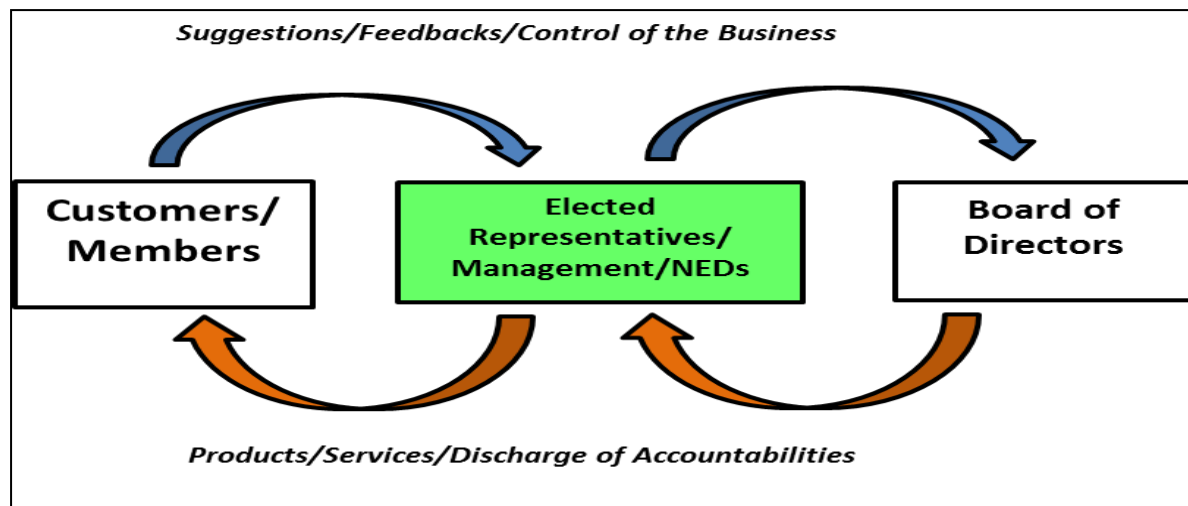 Suggestions/Feedbacks/Control of the Business
Customers/
Members
Elected
Representatives/
Management/NEDs
Board of
Directors
Products/Services/Discharge of Accountabilities